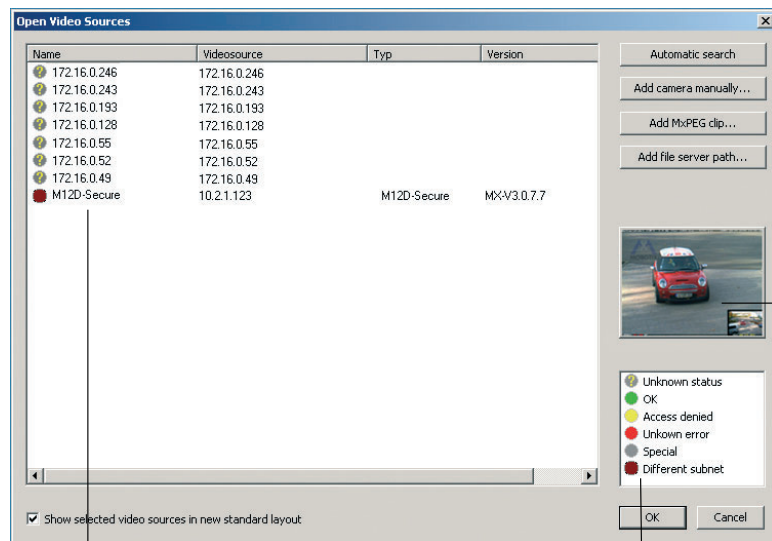 Open Video Sources
Name Videosource Typ Version
172.16.0.246 172.16.0.246
172.16.0.243 172.16.0.243
172.16.0.193 172.16.0.193
172.16.0.128 172.16.0.128
172.16.0.55 172.16.0.55
172.16.0.52 172.16.0.52
172.16.0.49 172.16.0.49
M12D-Secure 10.2.1.123 M12D-Secure MX-V3.0.7.7
Automatic search
Add camera manually...
Add MxPEG clip...
Add file server path...
Unknown status
OK
Access denied
Unkown error
Special
Different subnet
Show selected video sources in new standard layout
OK Cancel